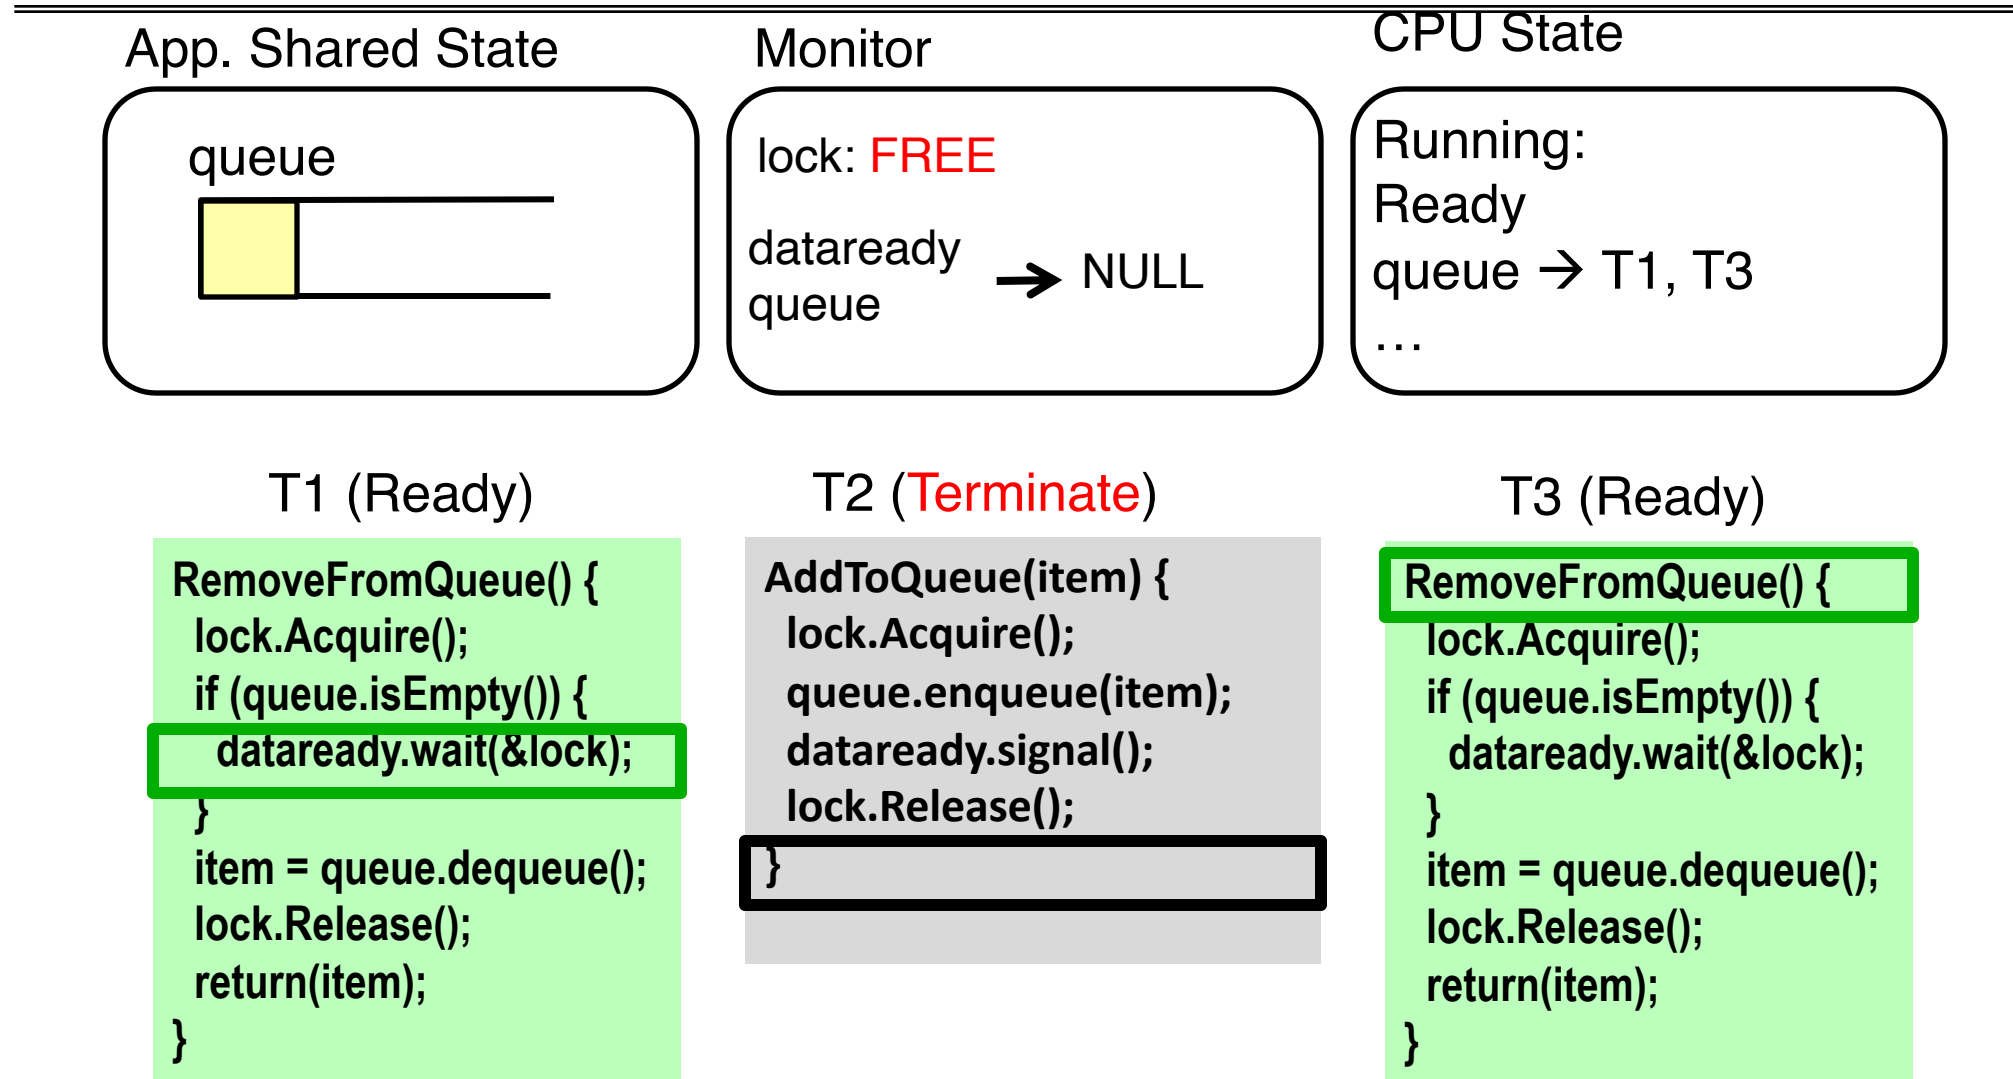 App. Shared State
Monitor
CPU State
queue
lock: FREE
dataready
queue
→ NULL
Running:
Ready
queue → T1, T3
…
T1 (Ready)
RemoveFromQueue() {
lock.Acquire();
if (queue.isEmpty()) {
dataready.wait(&lock);
}
item = queue.dequeue();
lock.Release();
return(item);
}
T2 (Terminate)
AddToQueue(item) {
lock.Acquire();
queue.enqueue(item);
dataready.signal();
lock.Release();
}
T3 (Ready)
RemoveFromQueue() {
lock.Acquire();
if (queue.isEmpty()) {
dataready.wait(&lock);
}
item = queue.dequeue();
lock.Release();
return(item);
}